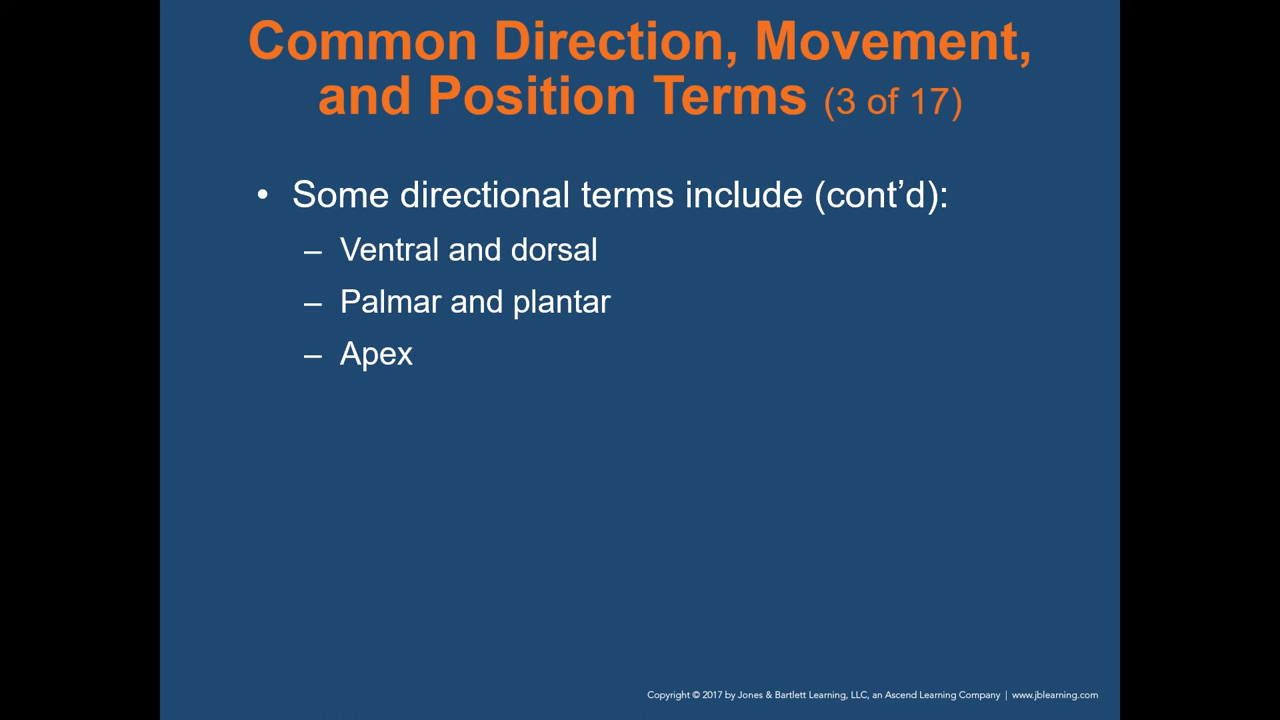 Common Direction, Movement,
and Position Terms (3 of 17)
• Some directional terms include (cont’d):
– Ventral and dorsal
– Palmar and plantar
– Apex
Copyright © 2017 by Jones & Bartlett Learning, LLC, an Ascend Learning Company | www.jblearning.com